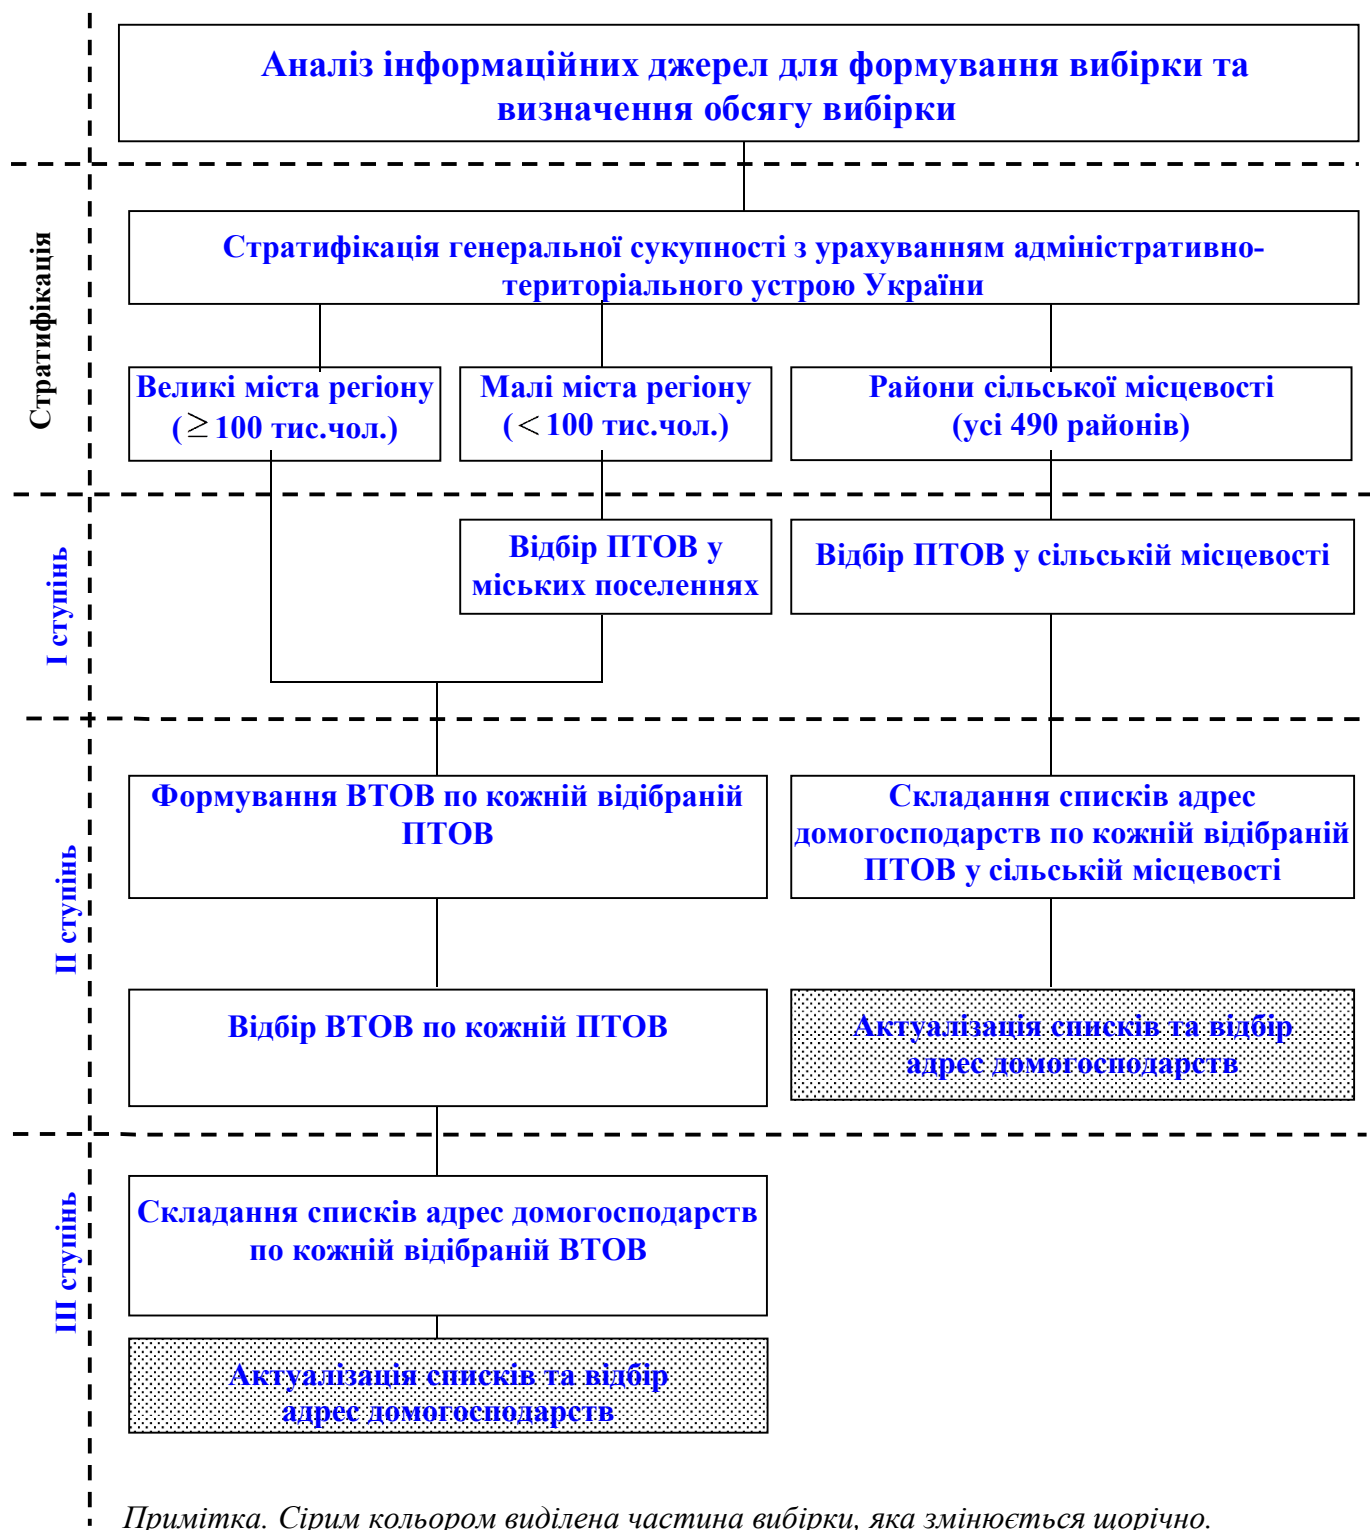 Аналіз інформаційних джерел для формування вибірки та
визначення обсягу вибірки
Стратифікація
Стратифікація генеральної сукупності з урахуванням адміністративно-
територіального устрою України
Великі міста регіону
(≥100 тис.чол.)
Малі міста регіону
(<100 тис.чол.)
Райони сільської місцевості
(усі 490 районів)
І ступінь
Відбір ПТОВ у
міських поселеннях
Відбір ПТОВ у сільській місцевості
ІІ ступінь
Формування ВТОВ по кожній відібраній
ПТОВ
Складання списків адрес
домогосподарств по кожній відібраній
ПТОВ у сільській місцевості
Відбір ВТОВ по кожній ПТОВ
Актуалізація списків та відбір
адрес домогосподарств
ІІІ ступінь
Складання списків адрес домогосподарств
по кожній відібраній ВТОВ
Актуалізація списків та відбір
адрес домогосподарств
Примітка. Сірим кольором виділена частина вибірки, яка змінюється щорічно.